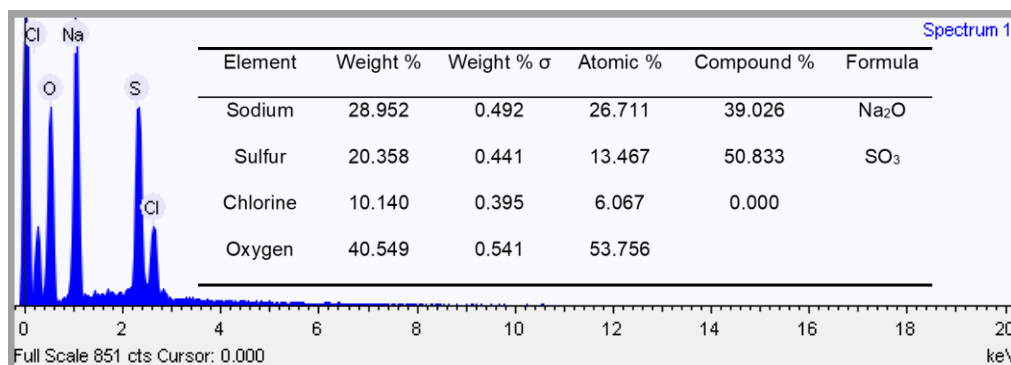 Spectrum 1
Cl Na
O
S
Cl
Element Weight % Weight % σ Atomic % Compound % Formula
Sodium 28.952 0.492 26.711 39.026 Na₂O
Sulfur 20.358 0.441 13.467 50.833 SO₃
Chlorine 10.140 0.395 6.067 0.000
Oxygen 40.549 0.541 53.756
0 2 4 6 8 10 12 14 16 18 20
Full Scale 851 cts Cursor: 0.000 keV